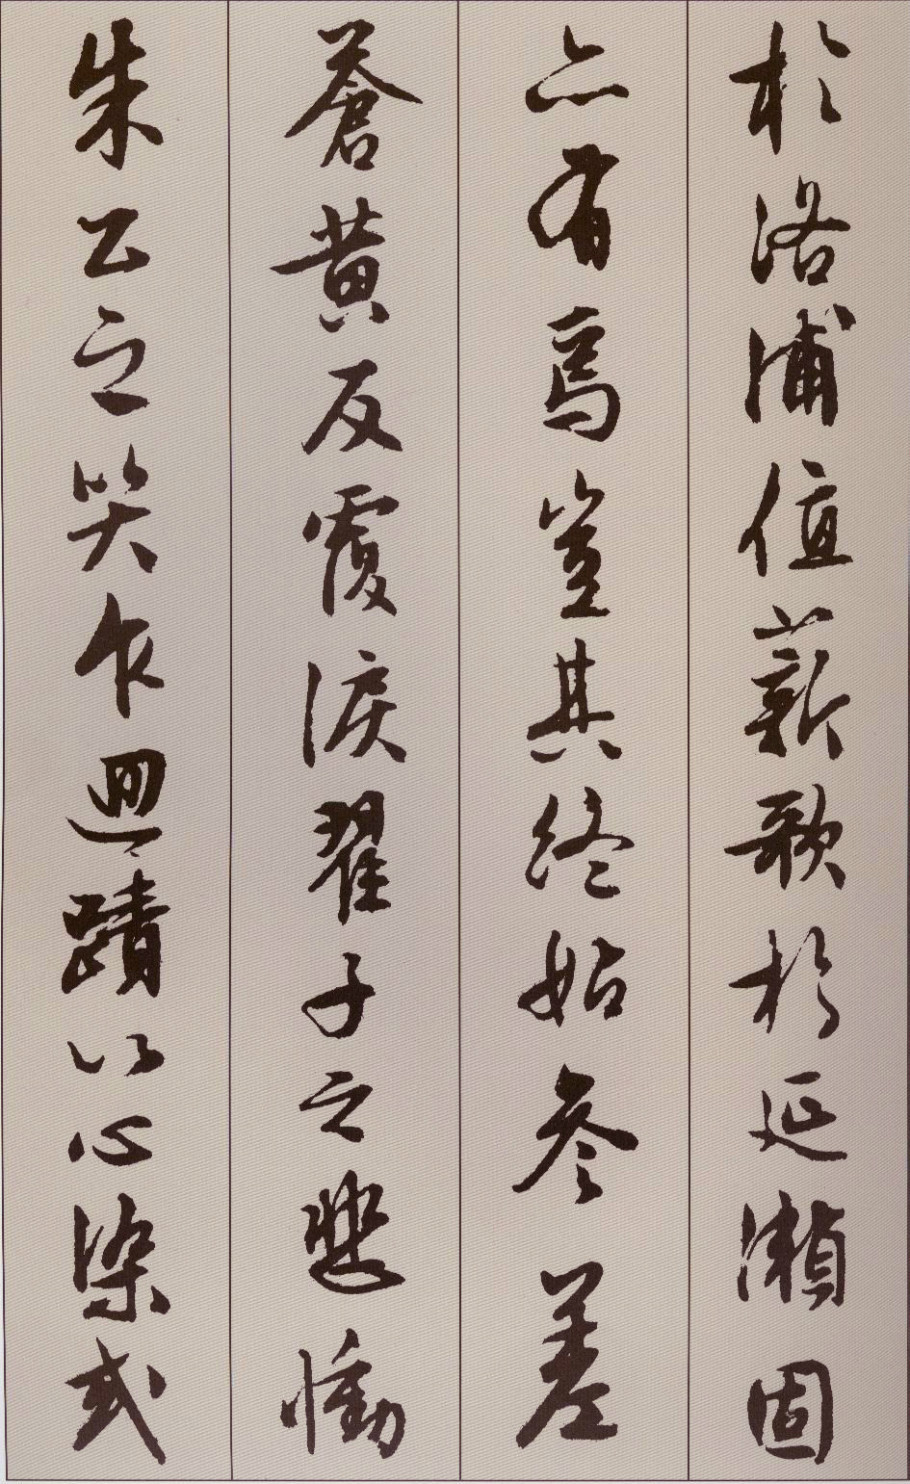 於洛浦值薪歌於延瀨固
亦有焉豈其終始參差
蒼黃反覆淚翟子之悲慟
朱公之哭乍迴蹟以心染或